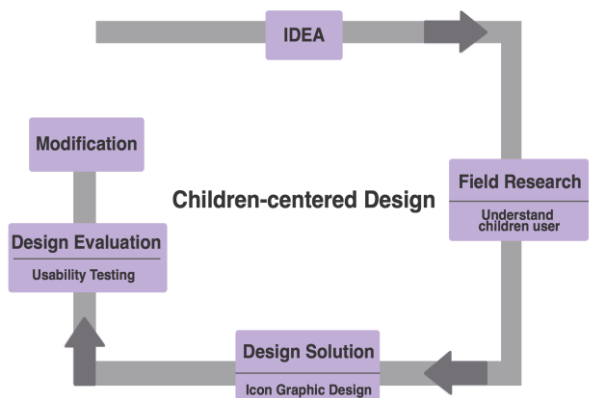 IDEA
Modification
Children-centered Design
Field Research
Understand
children user
Design Evaluation
Usability Testing
Design Solution
Icon Graphic Design